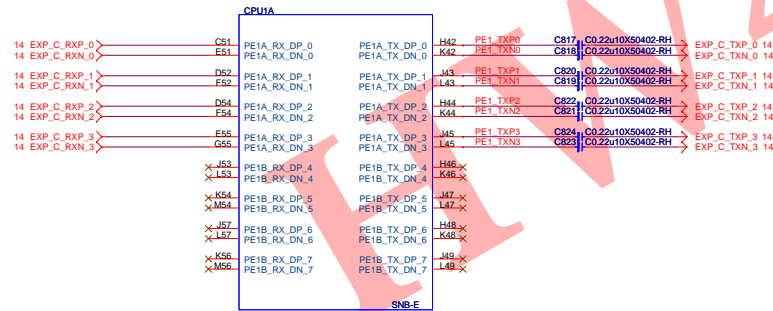 CPU1A
14 EXP_C_RXP_0 C51 PE1A_RX_DP_0 PE1A_TX_DP_0 H42 PE1_TXP0 C817 C0.22u10X50402-RH EXP_C_TXP_0 14
14 EXP_C_RXN_0 E51 PE1A_RX_DN_0 PE1A_TX_DN_0 K42 PE1_TXN0 C818 C0.22u10X50402-RH EXP_C_TXN_0 14
14 EXP_C_RXP_1 D52 PE1A_RX_DP_1 PE1A_TX_DP_1 J43 PE1_TXP1 C820 C0.22u10X50402-RH EXP_C_TXP_1 14
14 EXP_C_RXN_1 F52 PE1A_RX_DN_1 PE1A_TX_DN_1 L43 PE1_TXN1 C819 C0.22u10X50402-RH EXP_C_TXN_1 14
14 EXP_C_RXP_2 D54 PE1A_RX_DP_2 PE1A_TX_DP_2 H44 PE1_TXP2 C822 C0.22u10X50402-RH EXP_C_TXP_2 14
14 EXP_C_RXN_2 F54 PE1A_RX_DN_2 PE1A_TX_DN_2 K44 PE1_TXN2 C821 C0.22u10X50402-RH EXP_C_TXN_2 14
14 EXP_C_RXP_3 E55 PE1A_RX_DP_3 PE1A_TX_DP_3 J45 PE1_TXP3 C824 C0.22u10X50402-RH EXP_C_TXP_3 14
14 EXP_C_RXN_3 G55 PE1A_RX_DN_3 PE1A_TX_DN_3 L45 PE1_TXN3 C823 C0.22u10X50402-RH EXP_C_TXN_3 14
J53 PE1B_RX_DP_4 PE1B_TX_DP_4 H46
L53 PE1B_RX_DN_4 PE1B_TX_DN_4 K46
K54 PE1B_RX_DP_5 PE1B_TX_DP_5 J47
M54 PE1B_RX_DN_5 PE1B_TX_DN_5 L47
J57 PE1B_RX_DP_6 PE1B_TX_DP_6 H48
L57 PE1B_RX_DN_6 PE1B_TX_DN_6 K48
K56 PE1B_RX_DP_7 PE1B_TX_DP_7 J49
M56 PE1B_RX_DN_7 PE1B_TX_DN_7 L49
SNB-E